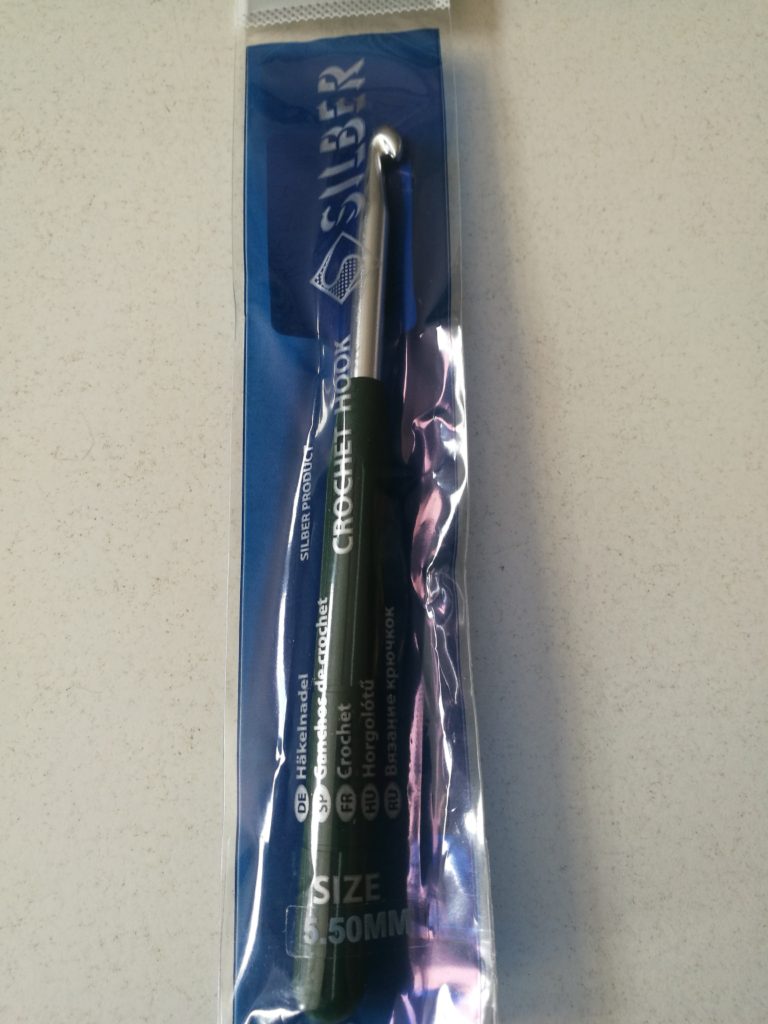 SILBER
CROCHET HOOK
SILBER PRODUCT
DE Häkelnadel
SP Ganchos de crochet
FR Crochet
HU Horgolótű
RU Вязание крючкок
SIZE
5.50MM